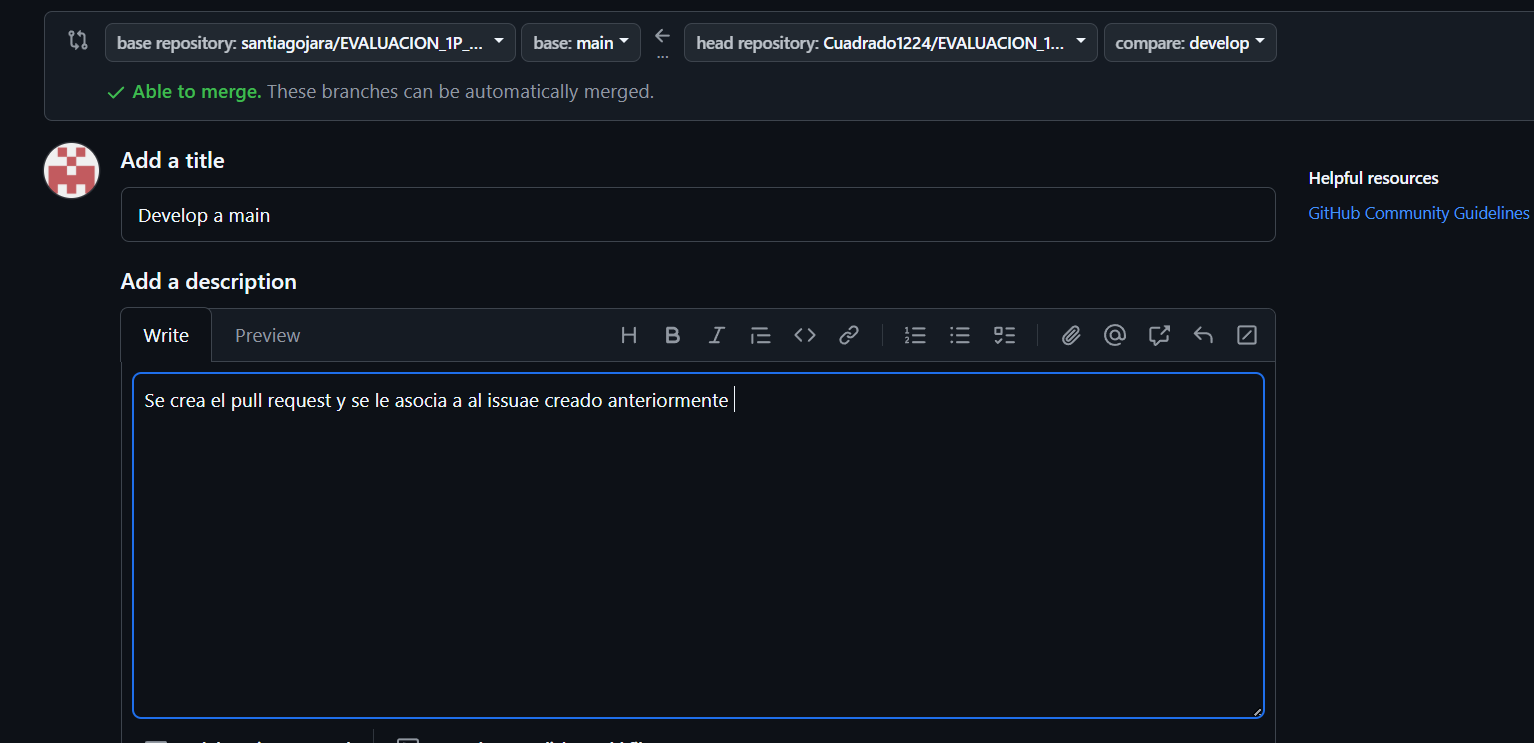 base repository: santiagojara/EVALUACION_1P_... base: main ... head repository: Cuadrado1224/EVALUACION_1... compare: develop
Able to merge. These branches can be automatically merged.
Add a title
Helpful resources
Develop a main
GitHub Community Guidelines
Add a description
Write Preview
Se crea el pull request y se le asocia a al issuae creado anteriormente